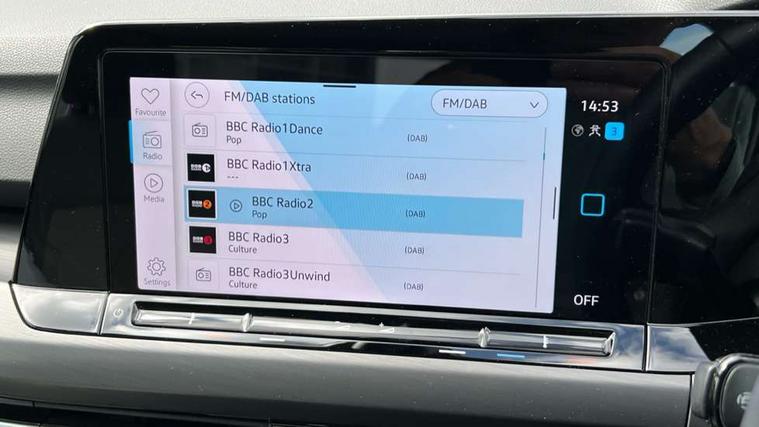 Favourite
Radio
Media
Settings
FM/DAB stations
FM/DAB
BBC Radio1Dance
Pop
(DAB)
BBC Radio1Xtra
---
(DAB)
BBC Radio2
Pop
(DAB)
BBC Radio3
Culture
(DAB)
BBC Radio3Unwind
Culture
(DAB)
14:53
3
OFF